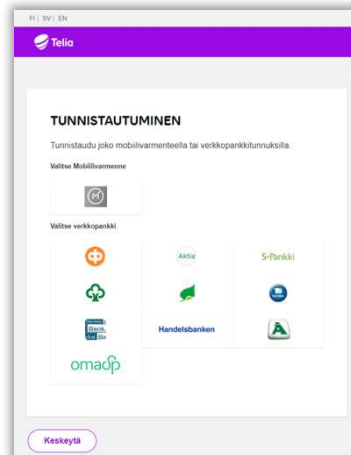 FI | SV | EN
Telia
TUNNISTAUTUMINEN
Tunnistaudu joko mobiilivarmenteella tai verkkopankkitunnuksilla.
Valitse Mobiilivarmenne
Valitse verkkopankki
Aktia
S-Pankki
Handelsbanken
omasp
Keskeytä